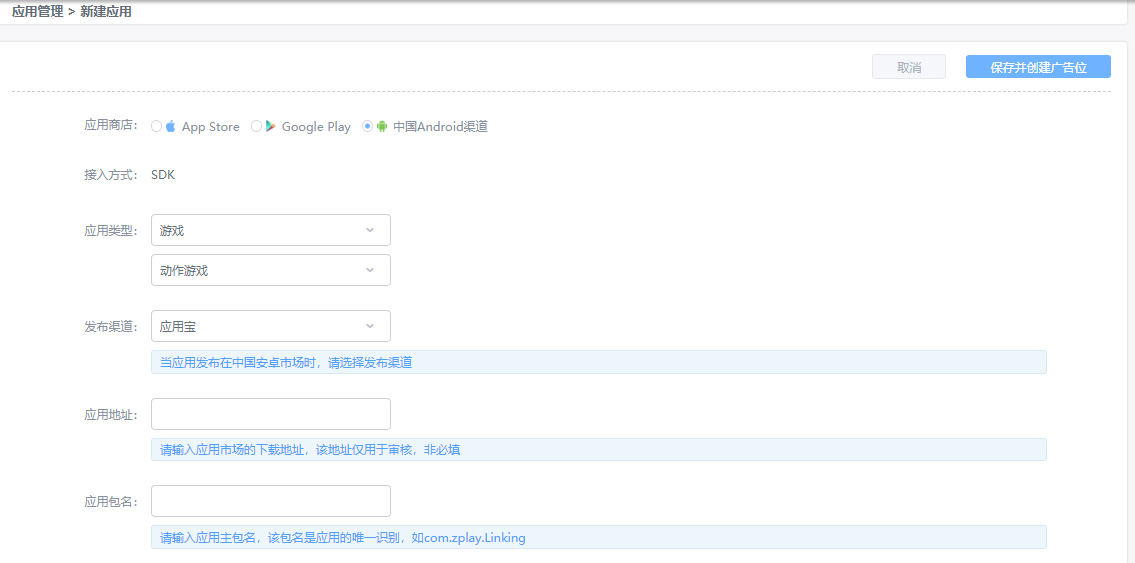 应用管理 > 新建应用
取消 保存并创建广告位
应用商店: App Store Google Play 中国Android渠道
接入方式: SDK
应用类型: 游戏
动作游戏
发布渠道: 应用宝
当应用发布在中国安卓市场时，请选择发布渠道
应用地址:
请输入应用市场的下载地址，该地址仅用于审核，非必填
应用包名:
请输入应用主包名，该包名是应用的唯一识别，如com.zplay.Linking